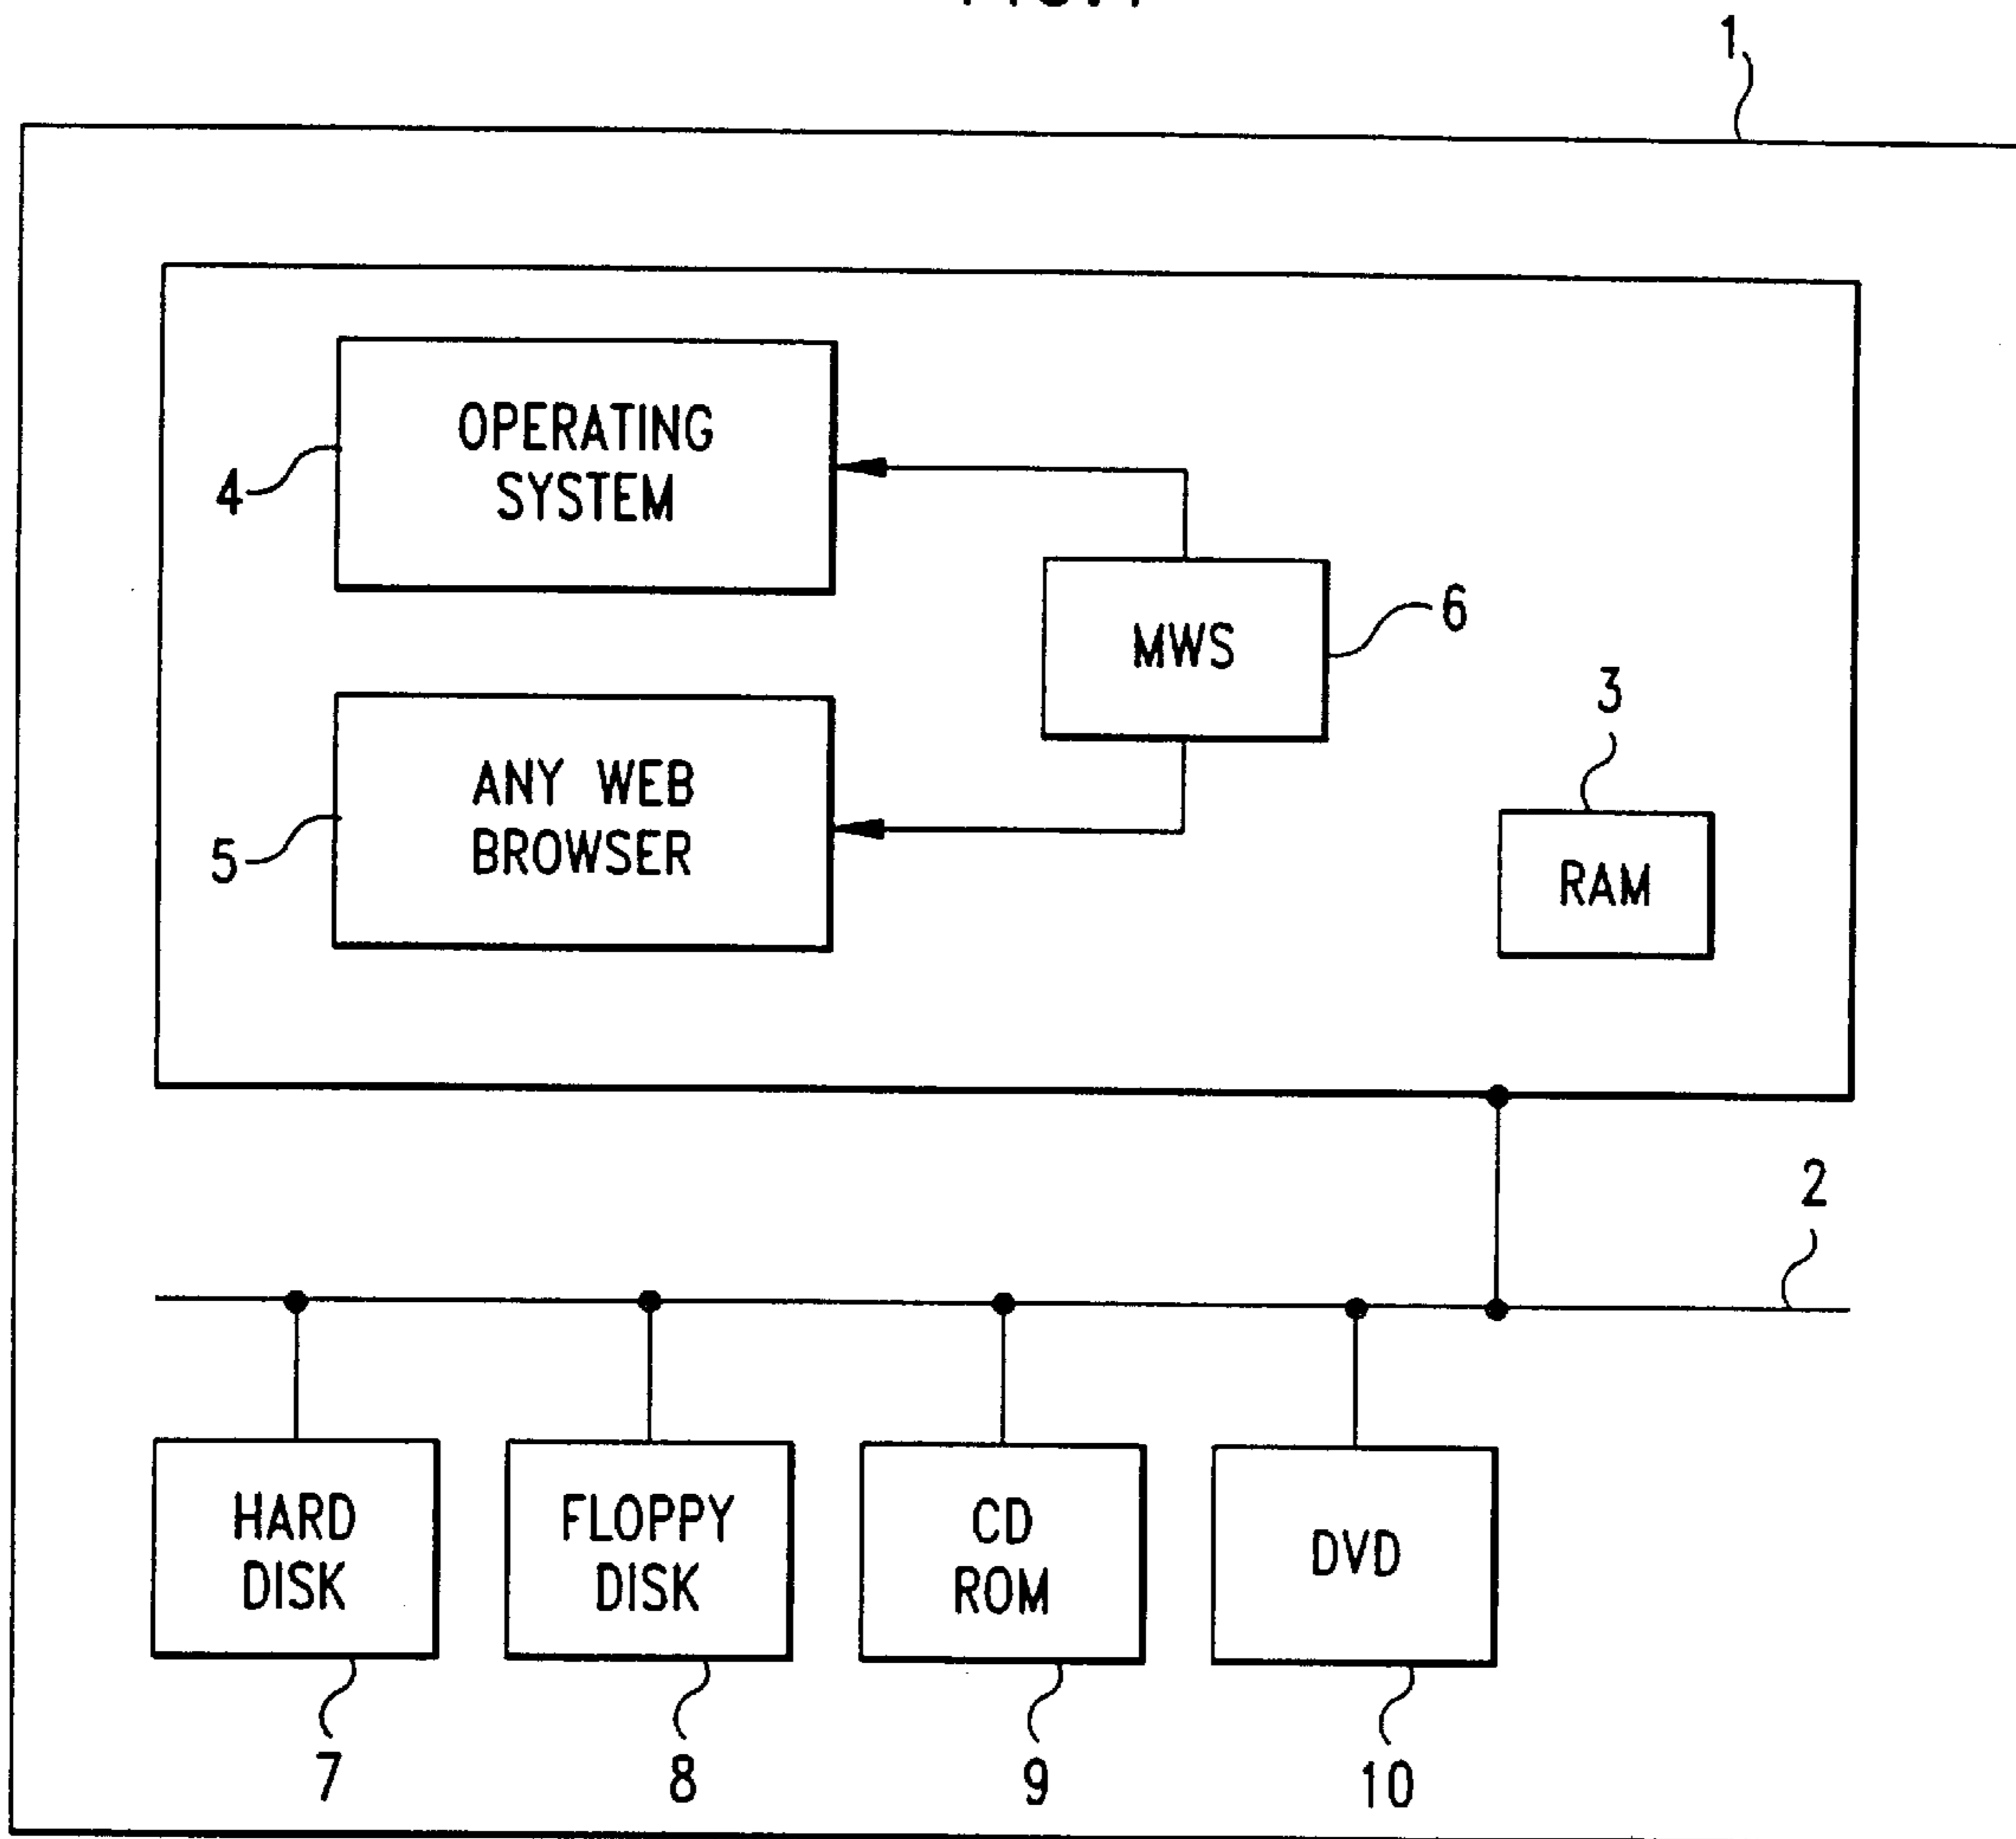 1
OPERATING
SYSTEM
4
MWS
6
3
ANY WEB
BROWSER
5
RAM
2
HARD
DISK
FLOPPY
DISK
CD
ROM
DVD
7
8
9
10